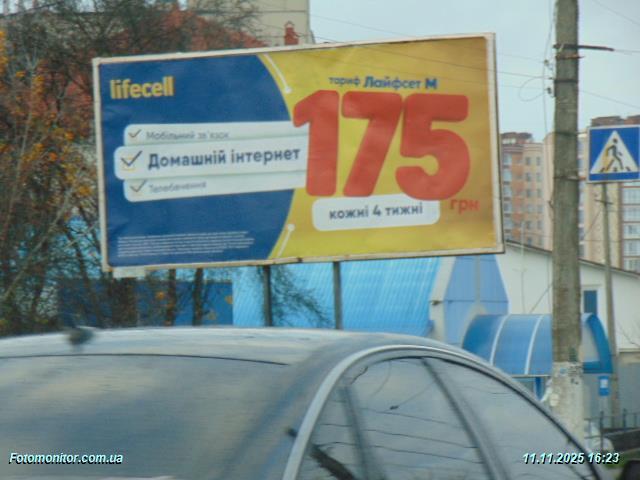 lifecell
тариф Лайфсет М
175
грн
кожні 4 тижні
Мобільний зв'язок
Домашній інтернет
Телебачення
Fotomonitor.com.ua
11.11.2025 16:23